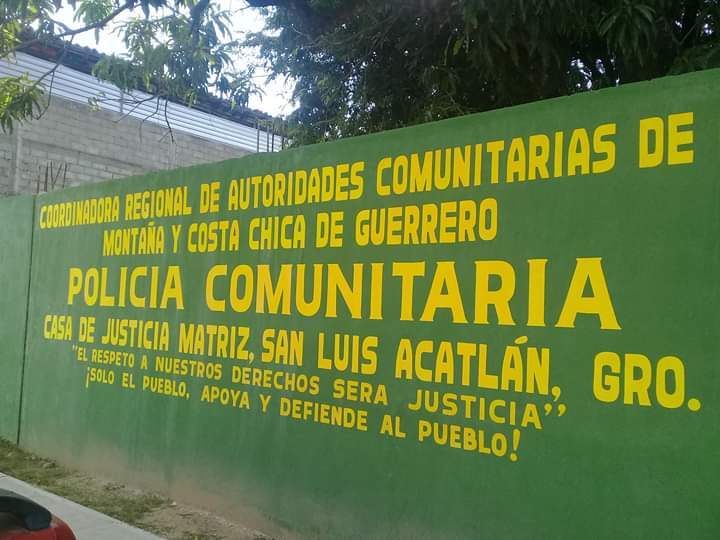 COORDINADORA REGIONAL DE AUTORIDADES COMUNITARIAS DE
MONTAÑA Y COSTA CHICA DE GUERRERO
POLICIA COMUNITARIA
CASA DE JUSTICIA MATRIZ, SAN LUIS ACATLÁN, GRO.
"EL RESPETO A NUESTROS DERECHOS SERA JUSTICIA"
¡SOLO EL PUEBLO, APOYA Y DEFIENDE AL PUEBLO!